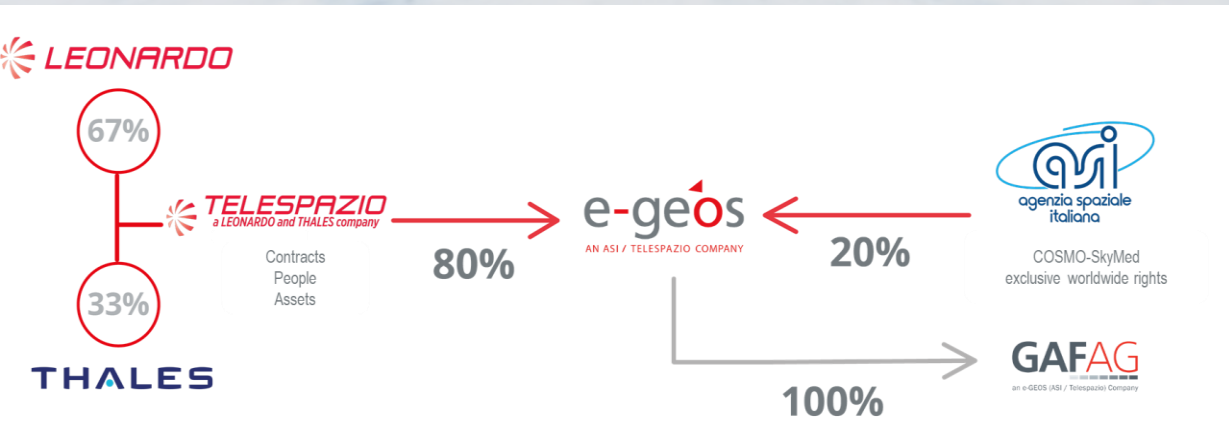 LEONARDO
67%
TELESPAZIO
a LEONARDO and THALES company
Contracts
People
Assets
33%
THALES
80%
e-geos
AN ASI / TELESPAZIO COMPANY
20%
asi
agenzia spaziale
italiana
COSMO-SkyMed
exclusive worldwide rights
100%
GAFAG
an e-GEOS (ASI / Telespazio) Company